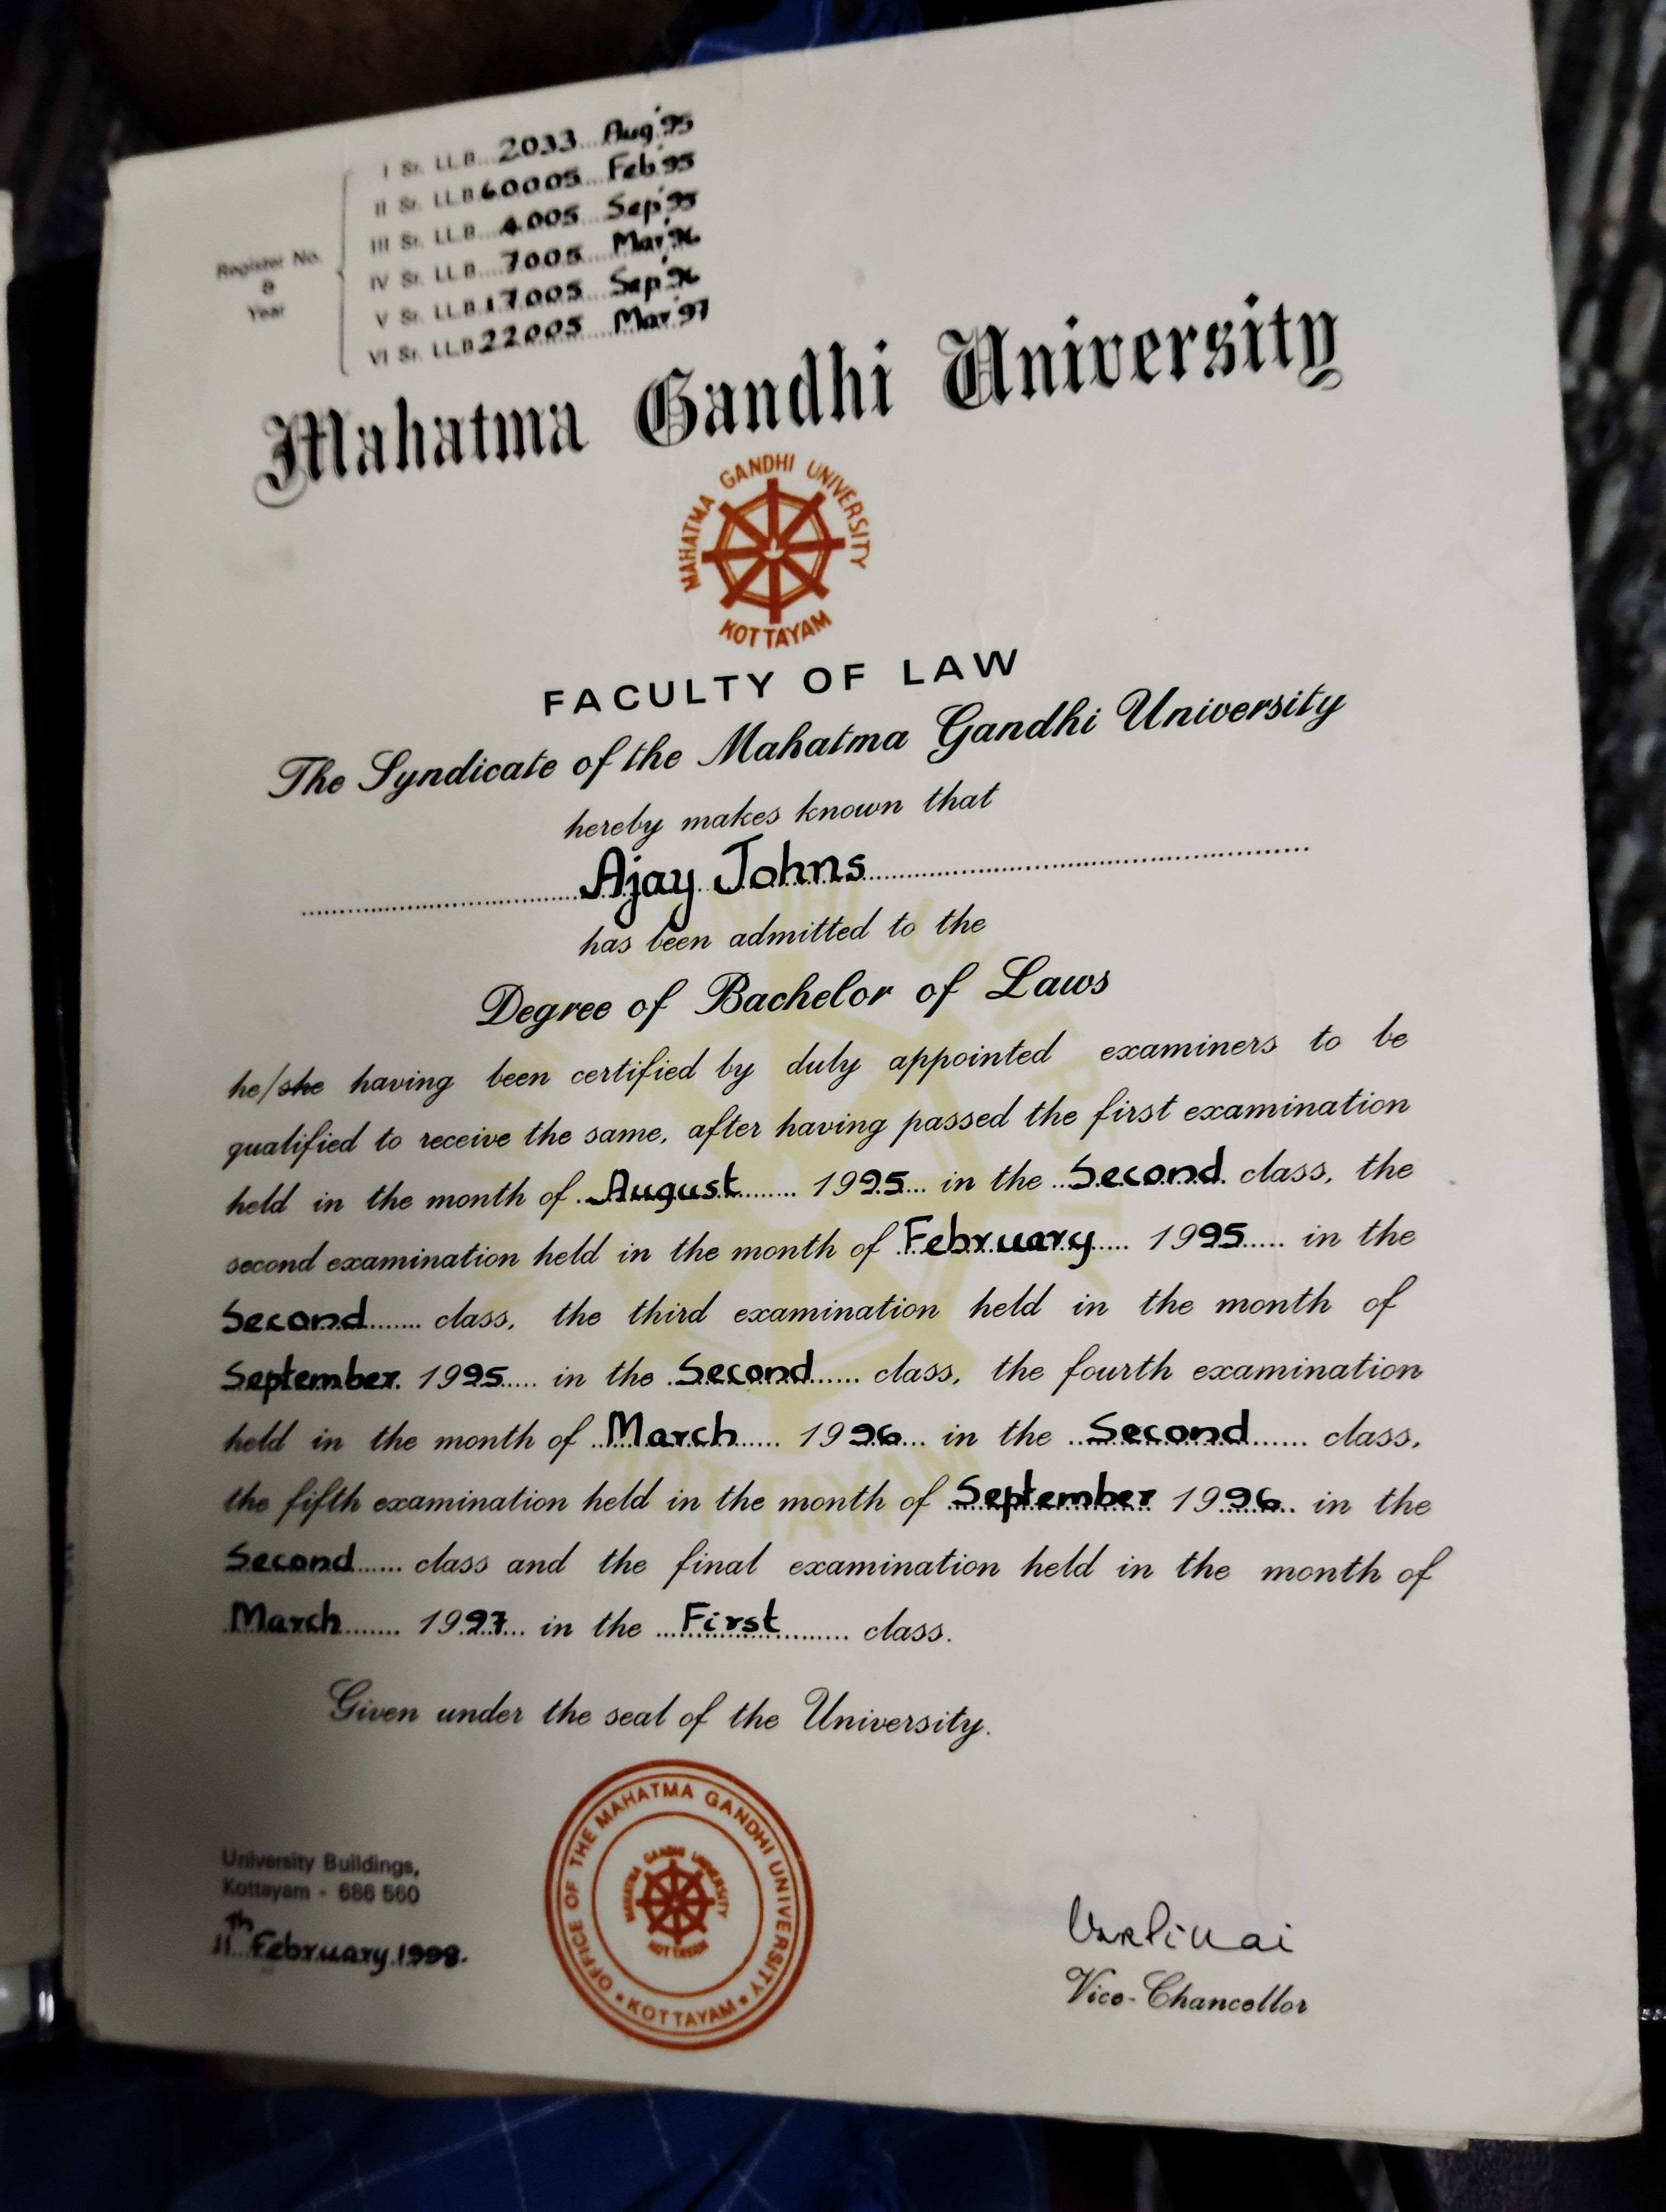 I Sr. LL.B...2033...Aug'95
II Sr. LL.B.60005....Feb'95
III Sr. LL.B...4005...Sep'95
IV Sr. LL.B....7005......Mar'96
V Sr. LL.B.17005...Sep'96
VI Sr. LL.B.22005....Mar'97
Register No.
&
Year
Mahatma Gandhi University
MAHATMA GANDHI UNIVERSITY
KOTTAYAM
FACULTY OF LAW
The Syndicate of the Mahatma Gandhi University
hereby makes known that
Ajay Johns
has been admitted to the
Degree of Bachelor of Laws
he/she having been certified by duly appointed examiners to be
qualified to receive the same, after having passed the first examination
held in the month of August 1995 in the Second class, the
second examination held in the month of February 1995 in the
Second class, the third examination held in the month of
September 1995 in the Second class, the fourth examination
held in the month of March 1996 in the Second class,
the fifth examination held in the month of September 1996 in the
Second class and the final examination held in the month of
March 1997 in the First class.
Given under the seal of the University.
OFFICE OF THE MAHATMA GANDHI UNIVERSITY
KOTTAYAM
MAHATMA GANDHI UNIVERSITY
KOTTAYAM
University Buildings,
Kottayam - 686 560
11th February 1998.
Vice-Chancellor